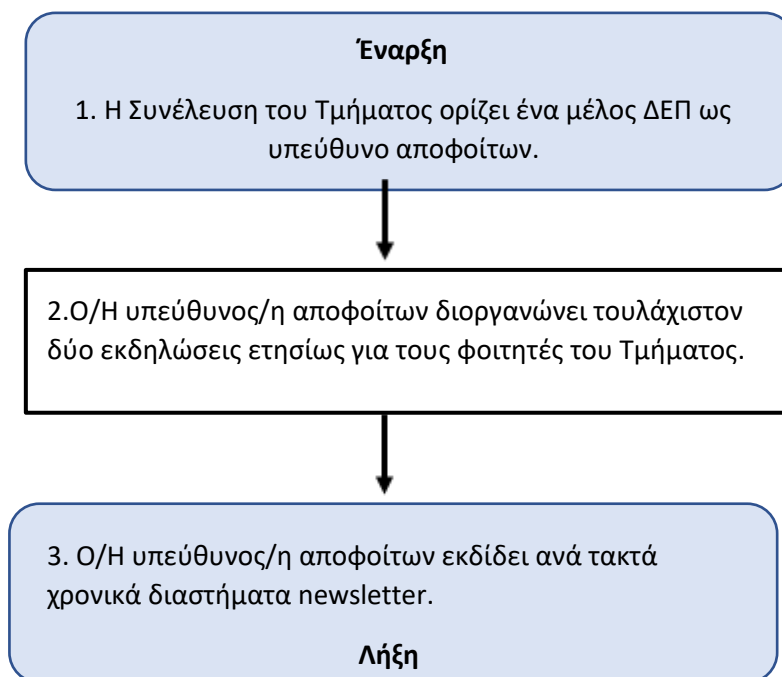 Έναρξη
1. Η Συνέλευση του Τμήματος ορίζει ένα μέλος ΔΕΠ ως
υπεύθυνο αποφοίτων.
2.Ο/Η υπεύθυνος/η αποφοίτων διοργανώνει τουλάχιστον
δύο εκδηλώσεις ετησίως για τους φοιτητές του Τμήματος.
3. Ο/Η υπεύθυνος/η αποφοίτων εκδίδει ανά τακτά
χρονικά διαστήματα newsletter.
Λήξη